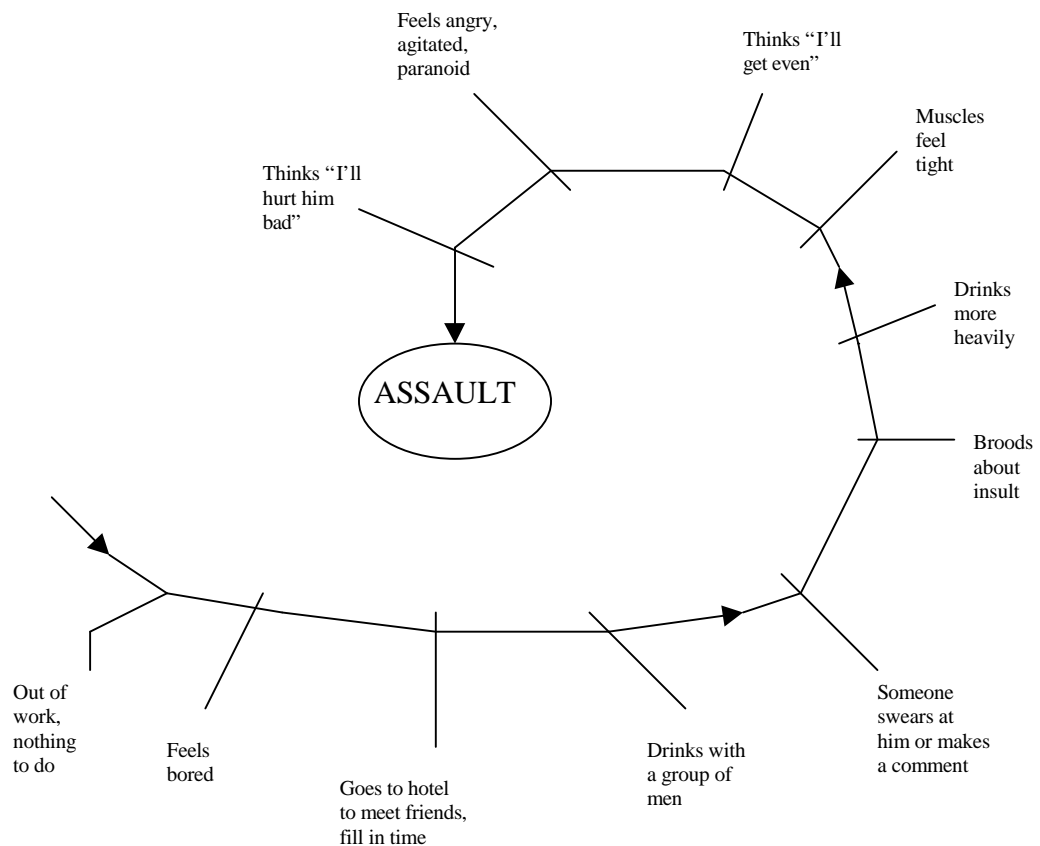 Feels angry,
agitated,
paranoid
Thinks “I’ll
get even”
Muscles
feel
tight
Thinks “I’ll
hurt him
bad”
Drinks
more
heavily
ASSAULT
Broods
about
insult
Out of
work,
nothing
to do
Feels
bored
Goes to hotel
to meet friends,
fill in time
Drinks with
a group of
men
Someone
swears at
him or makes
a comment